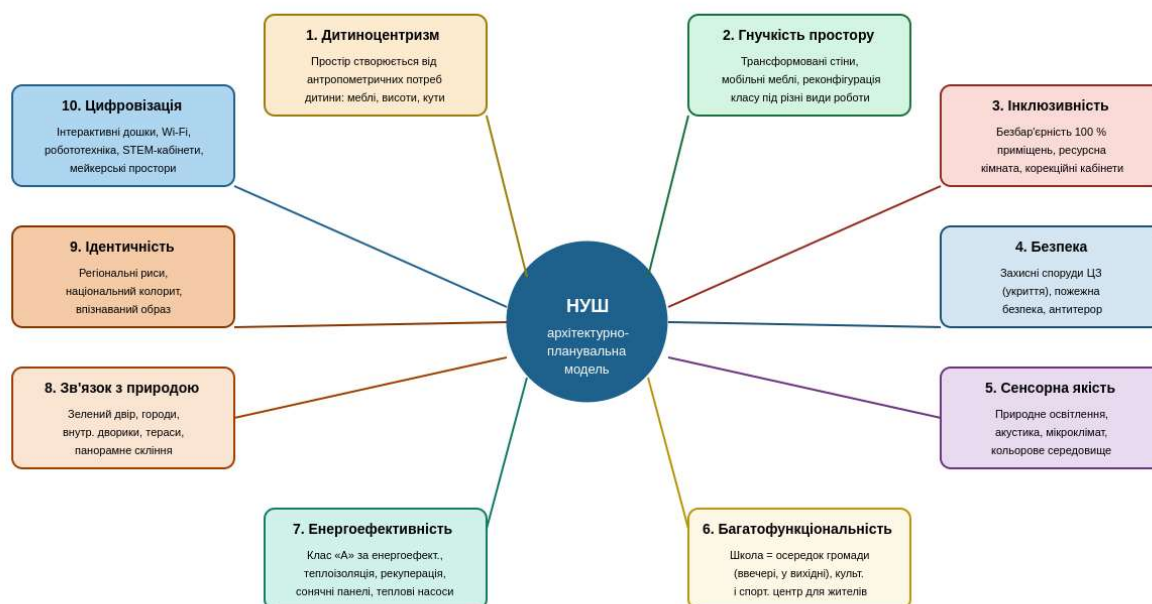 1. Дитиноцентризм
Простір створюється від
антропометричних потреб
дитини: меблі, висоти, кути
2. Гнучкість простору
Трансформовані стіни,
мобільні меблі, реконфігурація
класу під різні види роботи
3. Інклюзивність
Безбар'єрність 100 %
приміщень, ресурсна
кімната, корекційні кабінети
4. Безпека
Захисні споруди ЦЗ
(укриття), пожежна
безпека, антитерор
5. Сенсорна якість
Природне освітлення,
акустика, мікроклімат,
кольорове середовище
6. Багатофункціональність
Школа = осередок громади
(ввечері, у вихідні), культ.
і спорт. центр для жителів
7. Енергоефективність
Клас «А» за енергоефект.,
теплоізоляція, рекуперація,
сонячні панелі, теплові насоси
8. Зв'язок з природою
Зелений двір, городи,
внутр. дворики, тераси,
панорамне скління
9. Ідентичність
Регіональні риси,
національний колорит,
впізнаваний образ
10. Цифровізація
Інтерактивні дошки, Wi-Fi,
робототехніка, STEM-кабінети,
мейкерські простори
НУШ
архітектурно-
планувальна
модель